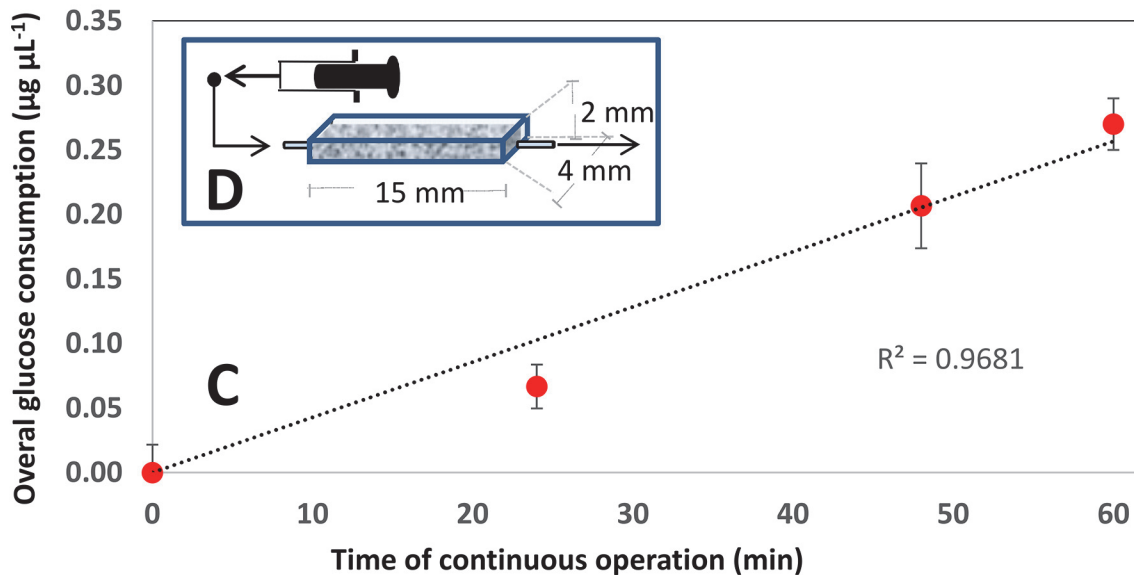 Overal glucose consumption (µg µL⁻¹)
0.35
0.30
0.25
0.20
0.15
0.10
0.05
0.00
D
2 mm
4 mm
15 mm
C
R² = 0.9681
0 10 20 30 40 50 60
Time of continuous operation (min)